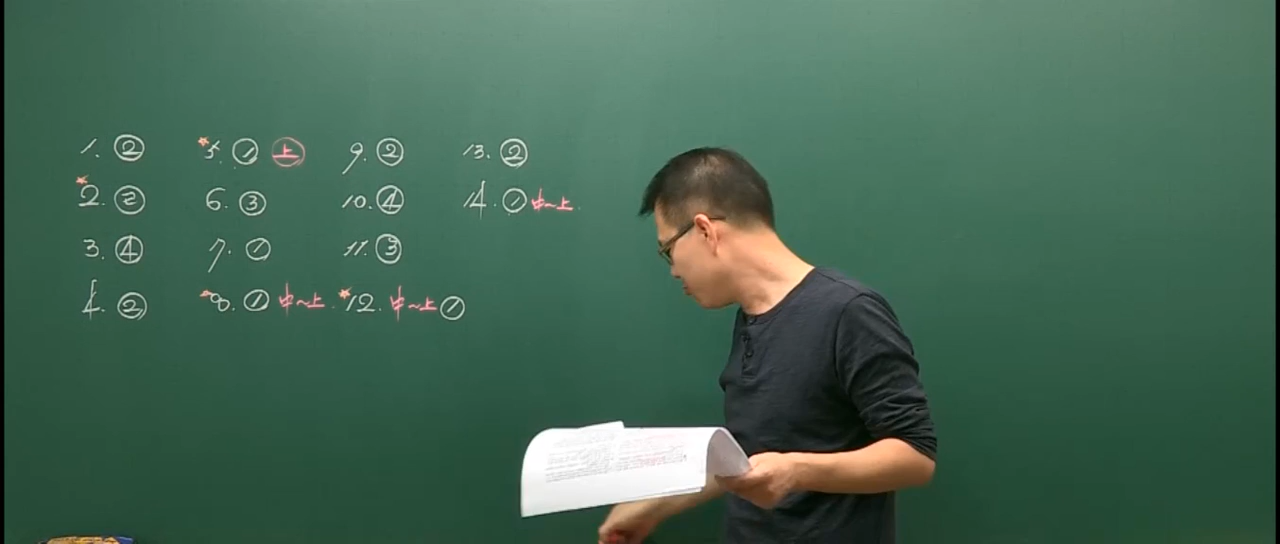 1. ②
*2. ②
3. ④
4. ②
*5. ① 上
6. ③
7. ①
*8. ① 中~上
9. ②
10. ④
11. ③
*12. 中~上 ①
13. ②
14. ① 中~上